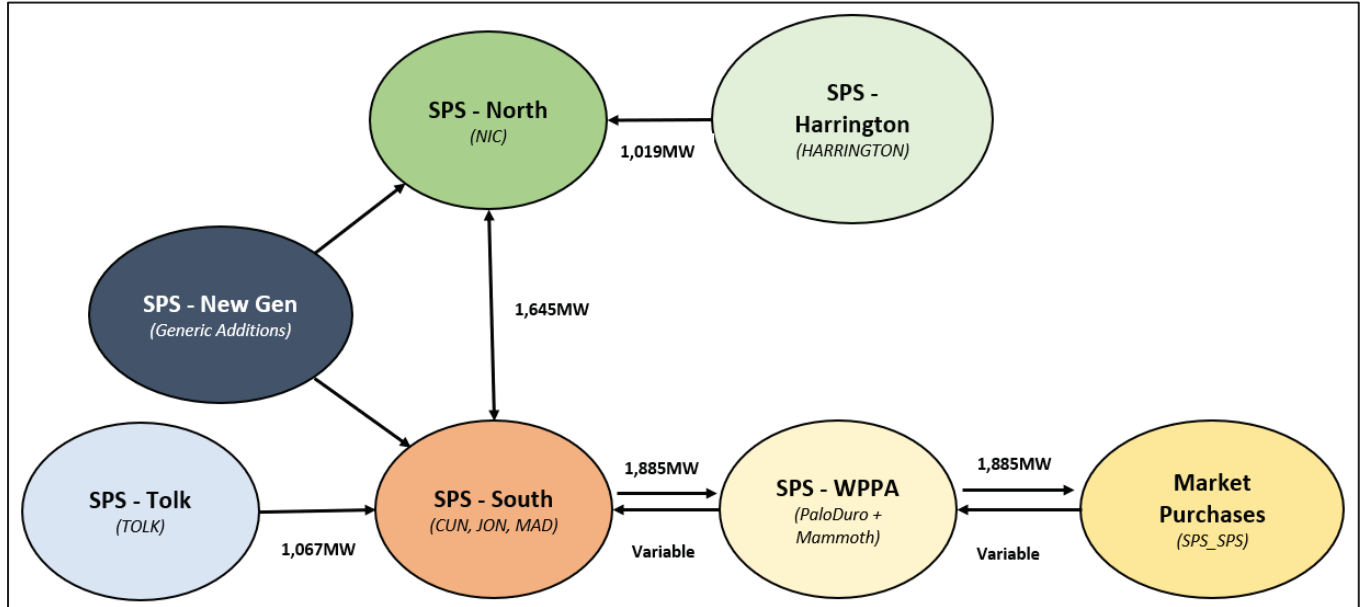 SPS - North
(NIC)
SPS -
Harrington
(HARRINGTON)
1,019MW
SPS - New Gen
(Generic Additions)
1,645MW
SPS - Tolk
(TOLK)
1,067MW
SPS - South
(CUN, JON, MAD)
1,885MW
Variable
SPS - WPPA
(PaloDuro +
Mammoth)
1,885MW
Variable
Market
Purchases
(SPS_SPS)